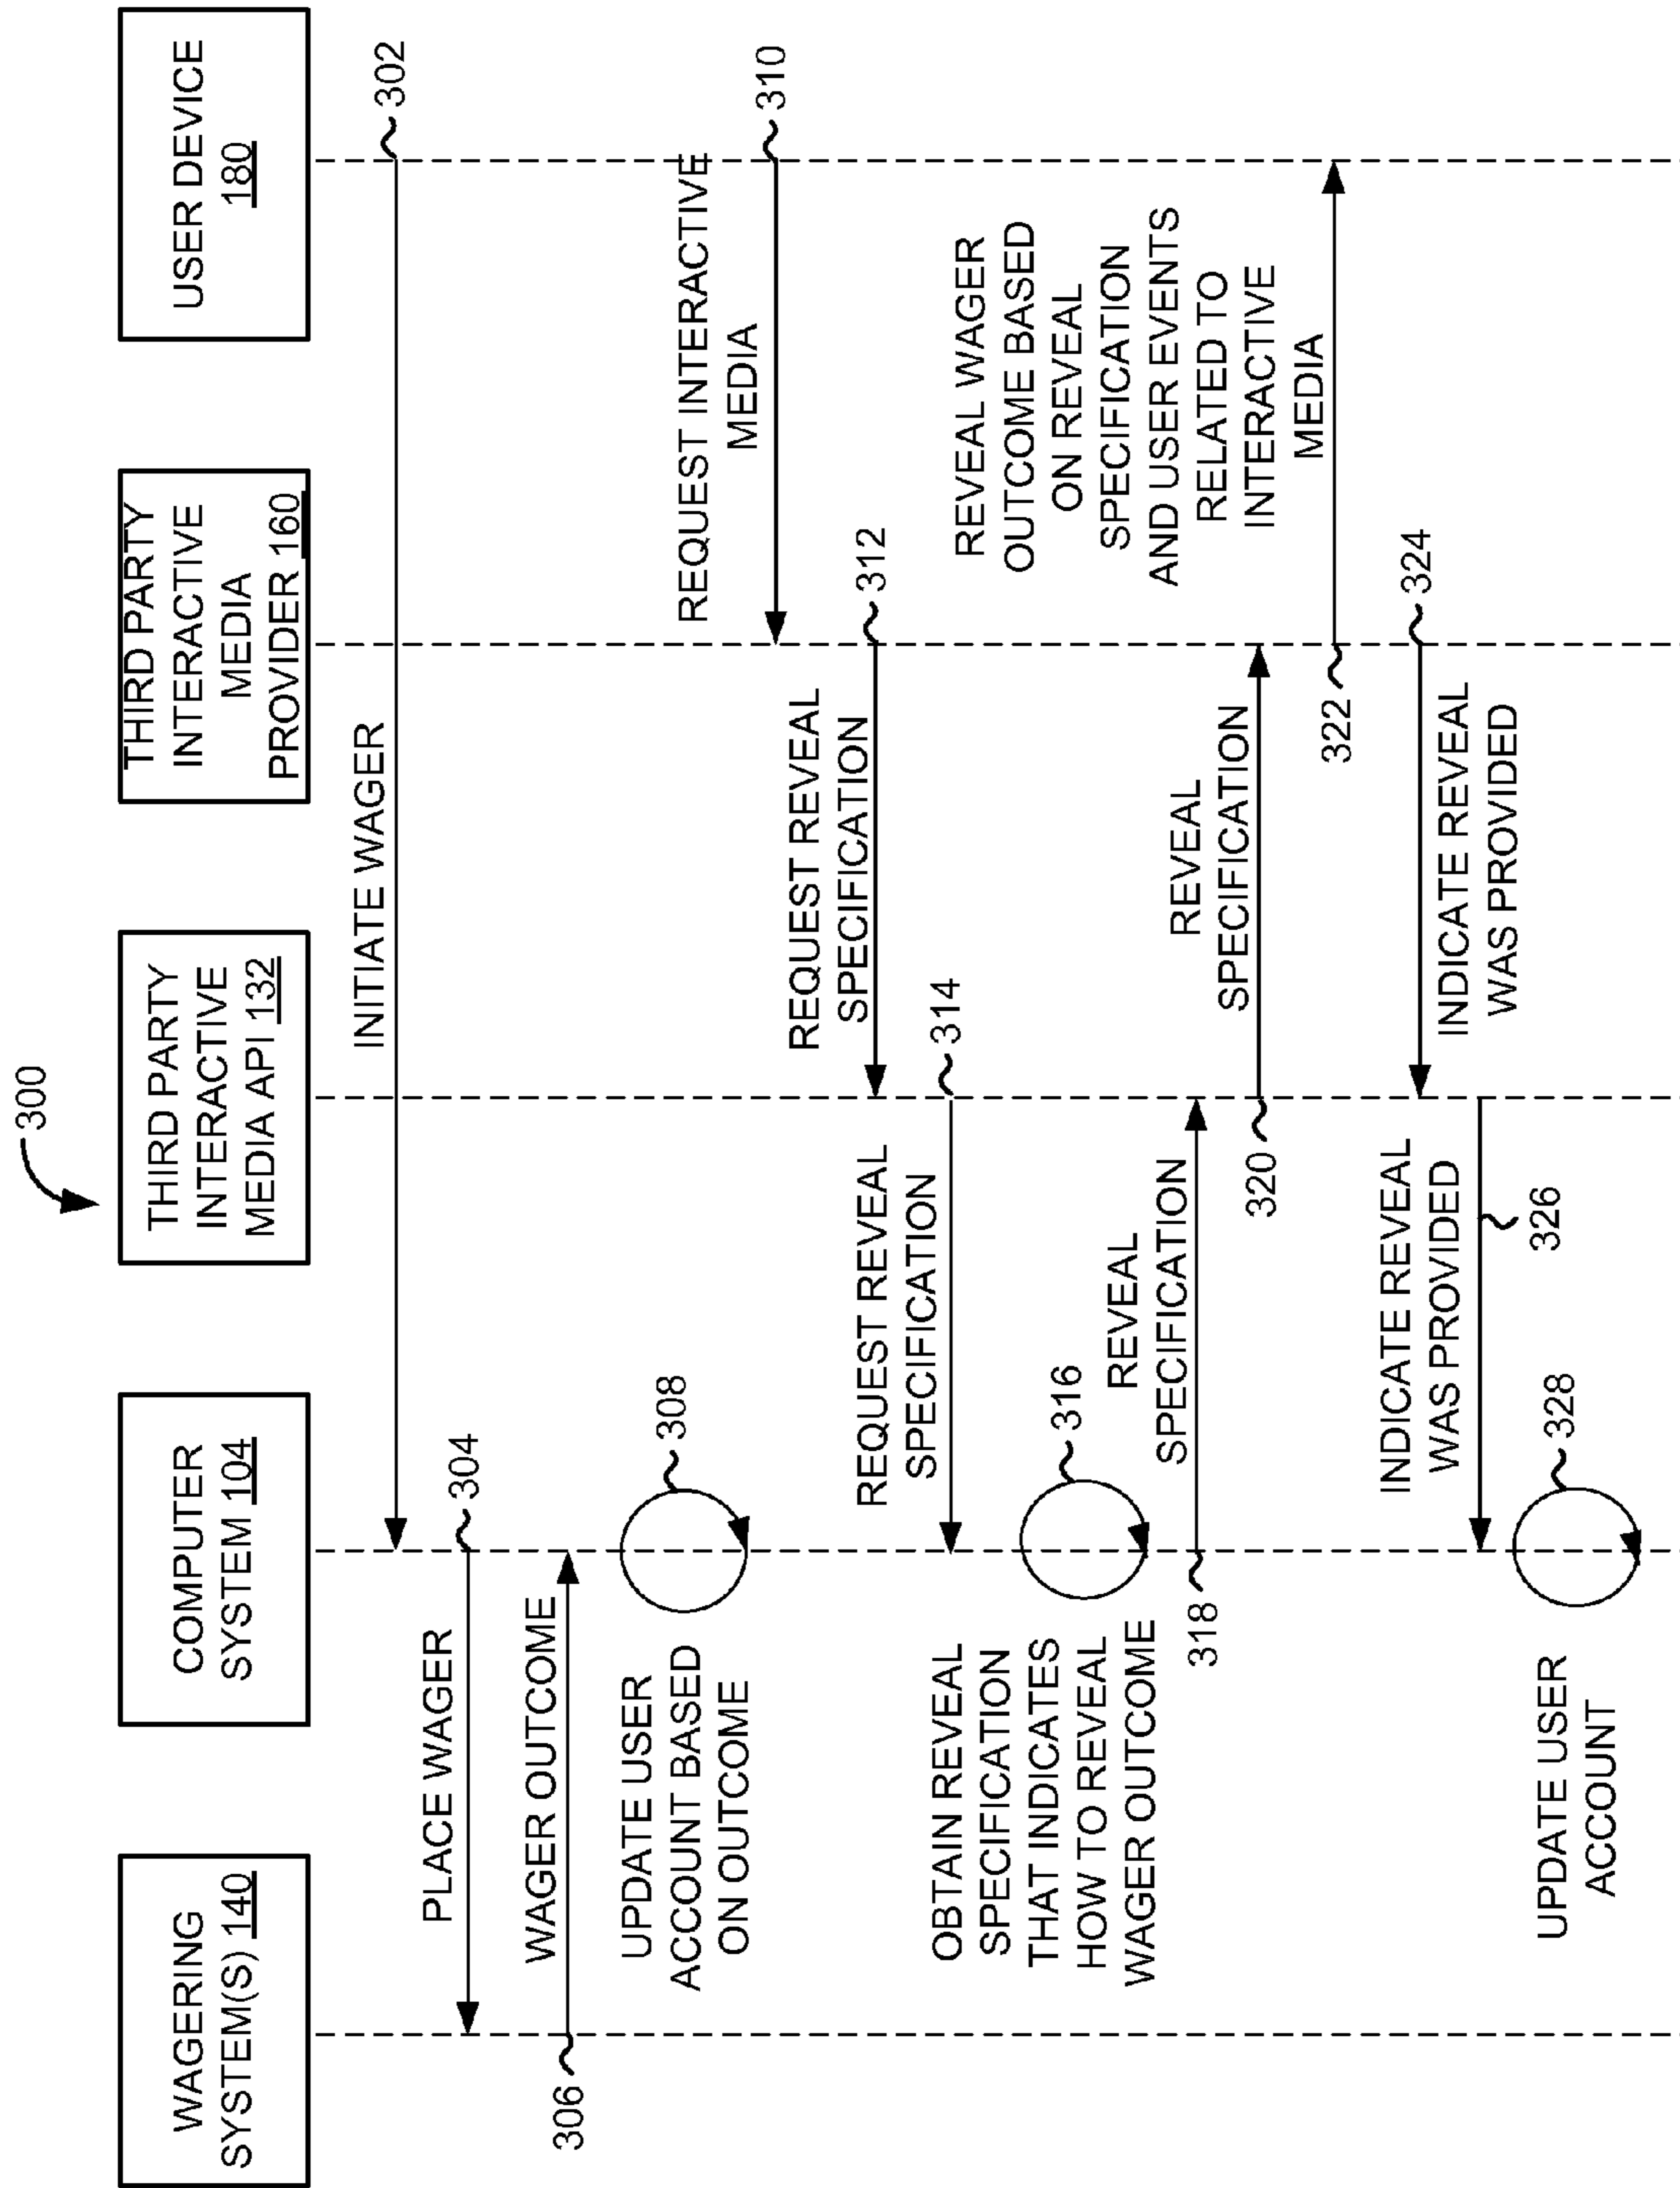 300
WAGERING
SYSTEM(S) 140
COMPUTER
SYSTEM 104
THIRD PARTY
INTERACTIVE
MEDIA API 132
THIRD PARTY
INTERACTIVE
MEDIA
PROVIDER 160
USER DEVICE
180
INITIATE WAGER
302
PLACE WAGER
304
WAGER OUTCOME
306
UPDATE USER
ACCOUNT BASED
ON OUTCOME
308
REQUEST INTERACTIVE
MEDIA
310
REQUEST REVEAL
SPECIFICATION
312
REQUEST REVEAL
SPECIFICATION
314
OBTAIN REVEAL
SPECIFICATION
THAT INDICATES
HOW TO REVEAL
WAGER OUTCOME
316
REVEAL
SPECIFICATION
318
REVEAL
SPECIFICATION
320
REVEAL WAGER
OUTCOME BASED
ON REVEAL
SPECIFICATION
AND USER EVENTS
RELATED TO
INTERACTIVE
MEDIA
322
INDICATE REVEAL
WAS PROVIDED
324
INDICATE REVEAL
WAS PROVIDED
326
UPDATE USER
ACCOUNT
328